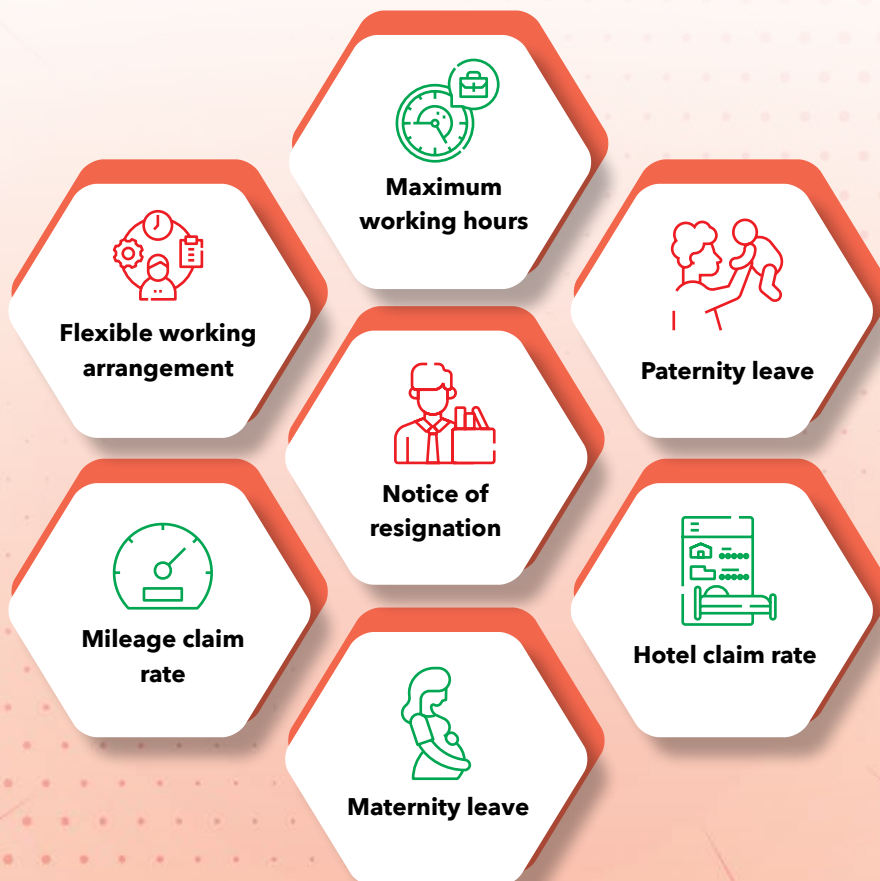 Maximum
working hours
Flexible working
arrangement
Paternity leave
Notice of
resignation
Mileage claim
rate
Hotel claim rate
Maternity leave